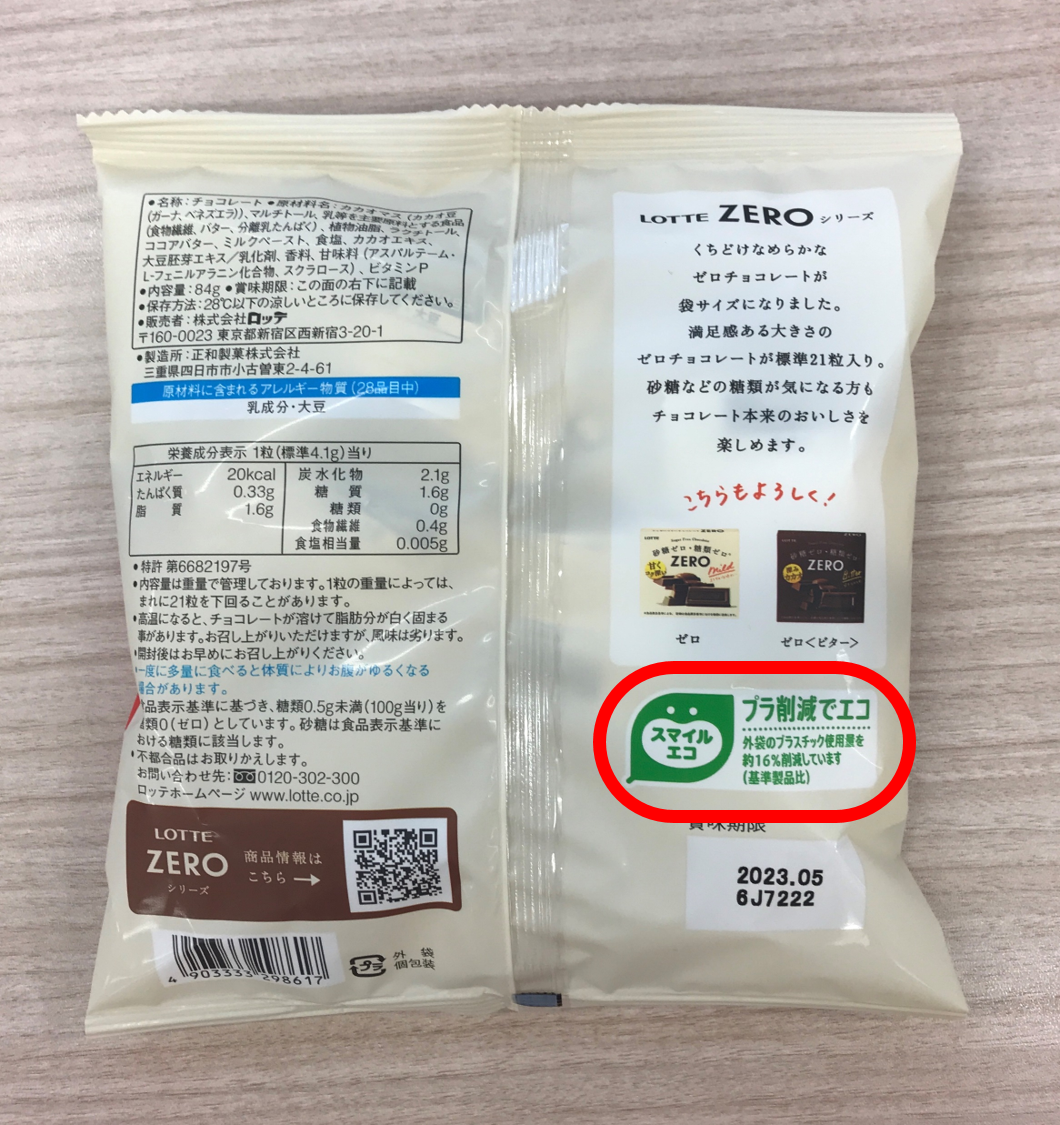 ●名称：チョコレート ●原材料名：カカオマス（カカオ豆
（ガーナ、ベネズエラ））、マルチトール、乳等を主要原料とする食品
（食物繊維、バター、分離乳たんぱく）、植物油脂、ラクチトール、
ココアバター、ミルクペースト、食塩、カカオエキス、
大豆胚芽エキス／乳化剤、香料、甘味料（アスパルテーム・
L-フェニルアラニン化合物、スクラロース）、ビタミンP
●内容量：84g ●賞味期限：この面の右下に記載
●保存方法：28℃以下の涼しいところに保存してください。
●販売者：株式会社ロッテ
〒160-0023 東京都新宿区西新宿3-20-1
●製造所：正和製菓株式会社
三重県四日市市小古曽東2-4-61
原材料に含まれるアレルギー物質（28品目中）
乳成分・大豆
栄養成分表示 1粒（標準4.1g）当り
エネルギー 20kcal
たんぱく質 0.33g
脂質 1.6g
炭水化物 2.1g
糖質 1.6g
糖類 0g
食物繊維 0.4g
食塩相当量 0.005g
●特許 第6682197号
●内容量は重量で管理しております。1粒の重量によっては、
まれに21粒を下回ることがあります。
●高温になると、チョコレートが溶けて脂肪分が白く固まる
事があります。お召し上がりいただけますが、風味は劣ります。
●開封後はお早めにお召し上がりください。
一度に多量に食べると体質によりお腹がゆるくなる
場合があります。
品表示基準に基づき、糖類0.5g未満（100g当り）を
類0（ゼロ）としています。砂糖は食品表示基準に
おける糖類に該当します。
●不都合品はお取りかえします。
お問い合わせ先：0120-302-300
ロッテホームページ www.lotte.co.jp
LOTTE
ZERO
シリーズ
商品情報は
こちら→
4 903333 298617
プラ
外袋
個包装
LOTTE ZERO シリーズ
くちどけなめらかな
ゼロチョコレートが
袋サイズになりました。
満足感ある大きさの
ゼロチョコレートが標準21粒入り。
砂糖などの糖類が気になる方も
チョコレート本来のおいしさを
楽しめます。
こちらもよろしく！
LOTTE
砂糖ゼロ・糖類ゼロ
ZERO
Mild
ゼロ
砂糖ゼロ・糖類ゼロ
ZERO
ゼロ＜ビター＞
スマイル
エコ
プラ削減でエコ
外袋のプラスチック使用量を
約16%削減しています
（基準製品比）
賞味期限
2023.05
6J7222